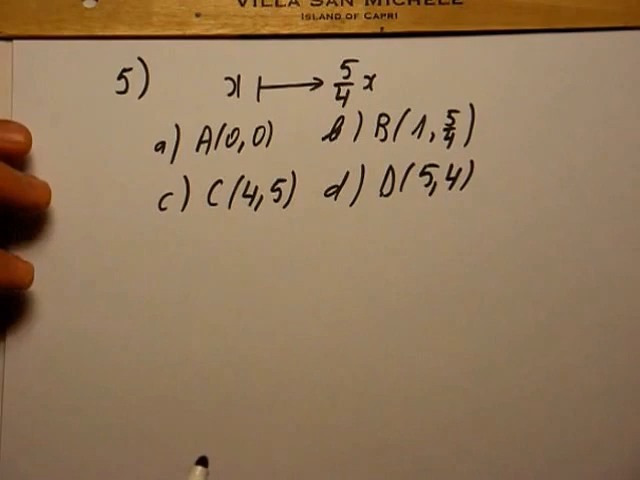 VILLA SAN MICHELE
ISLAND OF CAPRI
5) x ↦ 5/4 x
a) A(0,0) b) B(1, 5/4)
c) C(4,5) d) D(5,4)